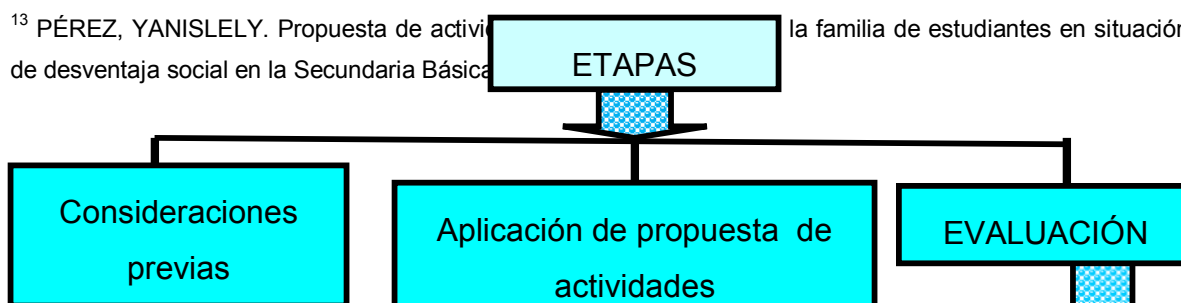 13 PÉREZ, YANISLELY. Propuesta de activi la familia de estudiantes en situación
de desventaja social en la Secundaria Básica
ETAPAS
Consideraciones
previas
Aplicación de propuesta de
actividades
EVALUACIÓN